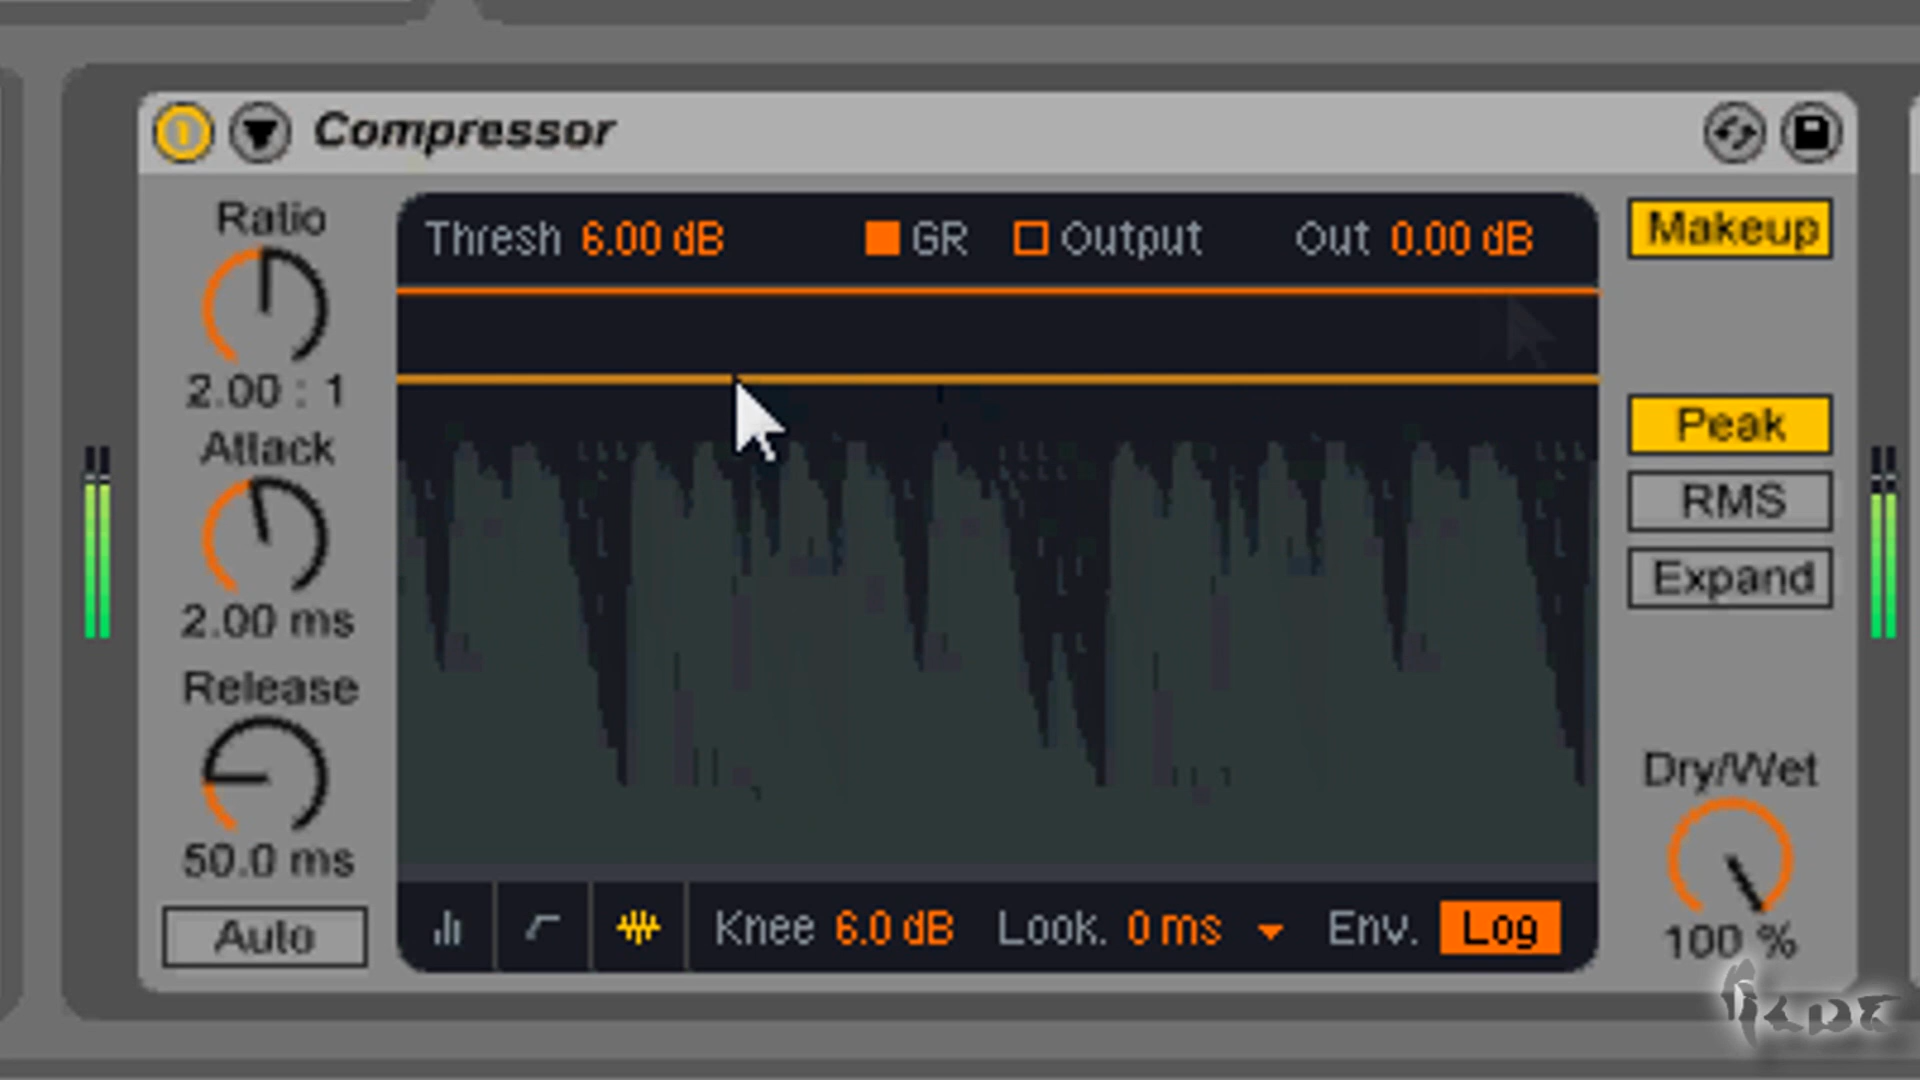 Compressor
Ratio
2.00 : 1
Attack
2.00 ms
Release
50.0 ms
Auto
Thresh 6.00 dB GR Output Out 0.00 dB
Knee 6.0 dB Look. 0 ms Env. Log
Makeup
Peak
RMS
Expand
Dry/Wet
100 %